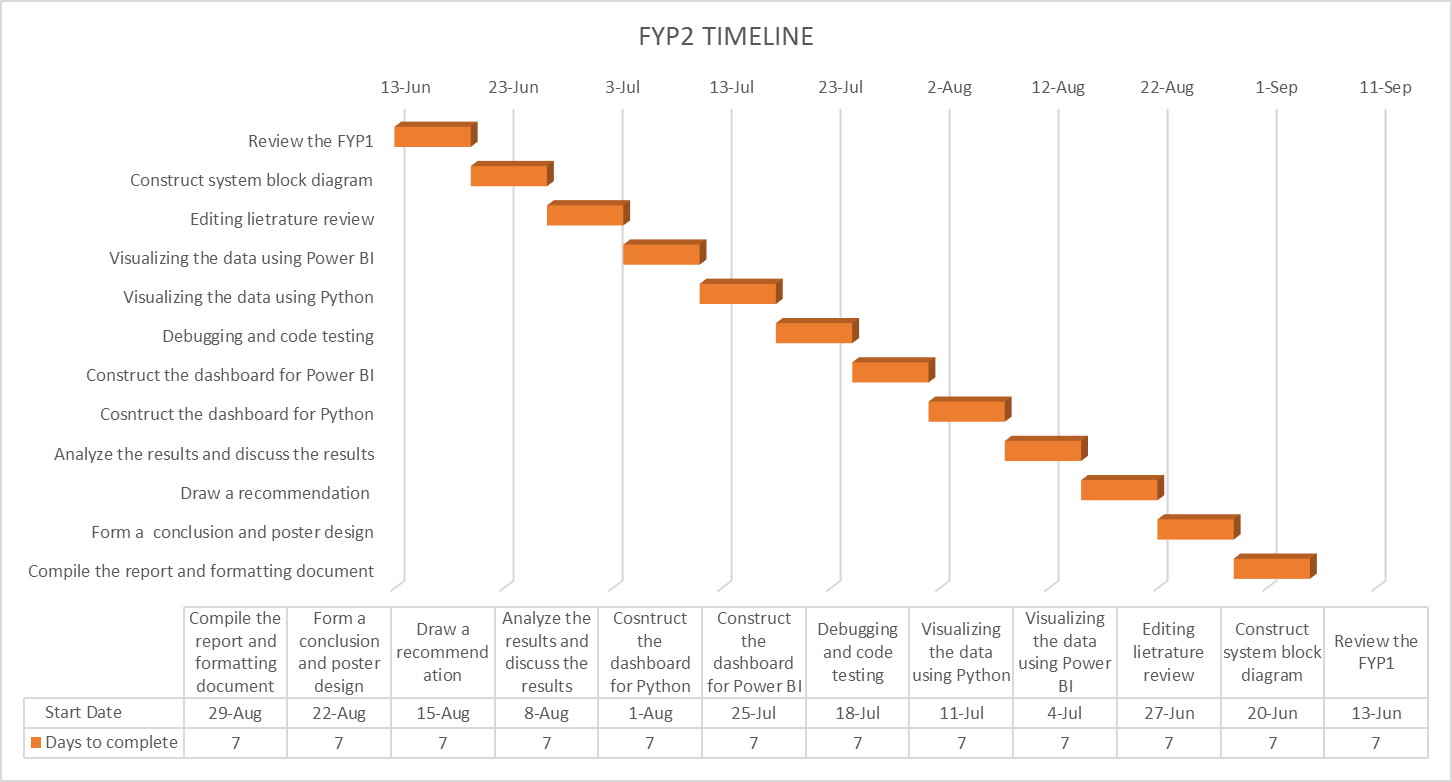 FYP2 TIMELINE
13-Jun 23-Jun 3-Jul 13-Jul 23-Jul 2-Aug 12-Aug 22-Aug 1-Sep 11-Sep
Review the FYP1
Construct system block diagram
Editing lietrature review
Visualizing the data using Power BI
Visualizing the data using Python
Debugging and code testing
Construct the dashboard for Power BI
Cosntruct the dashboard for Python
Analyze the results and discuss the results
Draw a recommendation
Form a  conclusion and poster design
Compile the report and formatting document
Compile the
report and
formatting
document
Form a
conclusion
and poster
design
Draw a
recommend
ation
Analyze the
results and
discuss the
results
Cosntruct
the
dashboard
for Python
Construct
the
dashboard
for Power BI
Debugging
and code
testing
Visualizing
the data
using Python
Visualizing
the data
using Power
BI
Editing
lietrature
review
Construct
system block
diagram
Review the
FYP1
Start Date 29-Aug 22-Aug 15-Aug 8-Aug 1-Aug 25-Jul 18-Jul 11-Jul 4-Jul 27-Jun 20-Jun 13-Jun
Days to complete 7 7 7 7 7 7 7 7 7 7 7 7